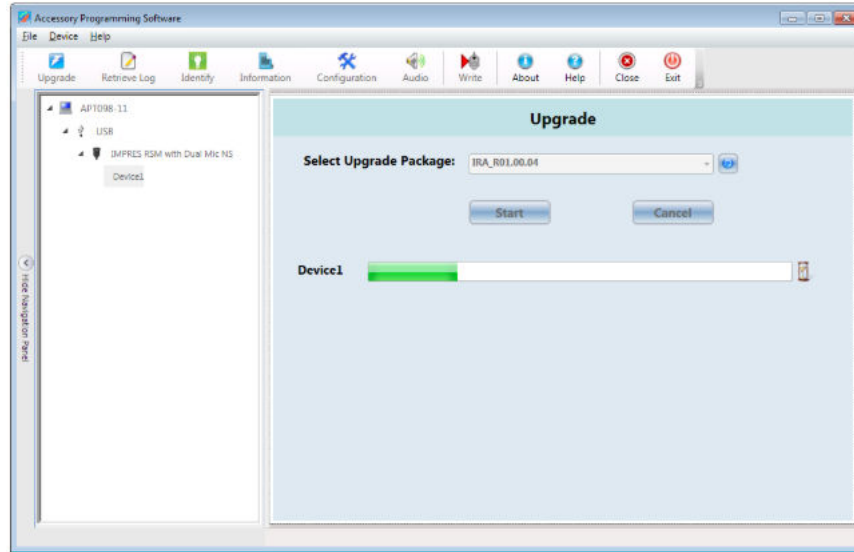 Accessory Programming Software
File Device Help
Upgrade Retrieve Log Identify Information Configuration Audio Write About Help Close Exit
APT098-11
USB
IMPRES RSM with Dual Mic NS
Device1
Hide Navigation Panel
Upgrade
Select Upgrade Package: IRA_R01.00.04
Start Cancel
Device1